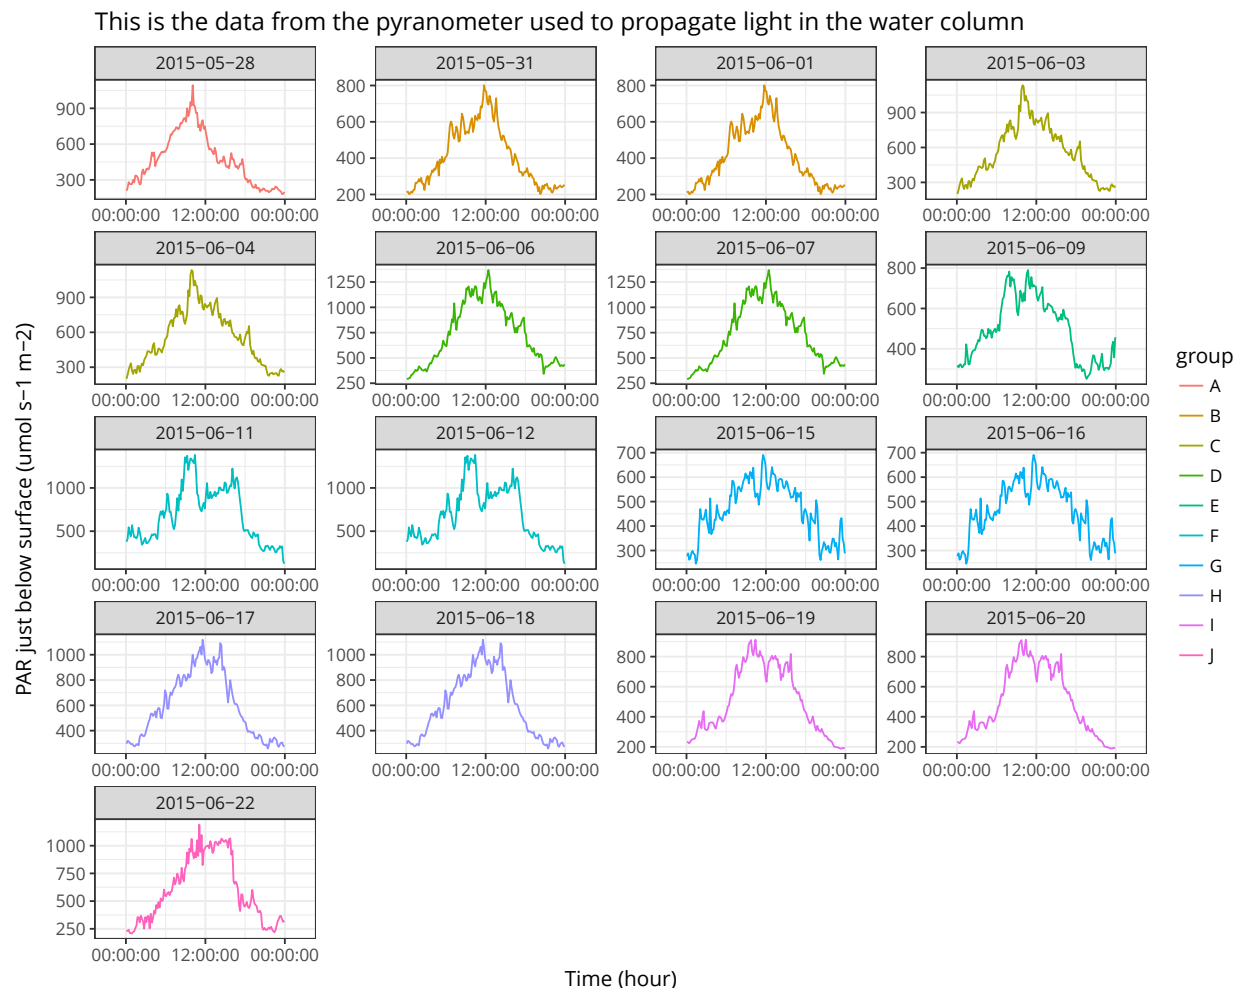 This is the data from the pyranometer used to propagate light in the water column
2015−05−28 2015−05−31 2015−06−01 2015−06−03
900 600 300 800 600 400 200 800 600 400 200 900 600 300
00:00:00 12:00:00 00:00:00 00:00:00 12:00:00 00:00:00 00:00:00 12:00:00 00:00:00 00:00:00 12:00:00 00:00:00
2015−06−04 2015−06−06 2015−06−07 2015−06−09
900 600 300 1250 1000 750 500 250 1250 1000 750 500 250 800 600 400
00:00:00 12:00:00 00:00:00 00:00:00 12:00:00 00:00:00 00:00:00 12:00:00 00:00:00 00:00:00 12:00:00 00:00:00
2015−06−11 2015−06−12 2015−06−15 2015−06−16
1000 500 1000 500 700 600 500 400 300 700 600 500 400 300
00:00:00 12:00:00 00:00:00 00:00:00 12:00:00 00:00:00 00:00:00 12:00:00 00:00:00 00:00:00 12:00:00 00:00:00
2015−06−17 2015−06−18 2015−06−19 2015−06−20
1000 800 600 400 1000 800 600 400 800 600 400 200 800 600 400 200
00:00:00 12:00:00 00:00:00 00:00:00 12:00:00 00:00:00 00:00:00 12:00:00 00:00:00 00:00:00 12:00:00 00:00:00
2015−06−22
1000 750 500 250
00:00:00 12:00:00 00:00:00
PAR just below surface (umol s−1 m−2)
Time (hour)
group
A
B
C
D
E
F
G
H
I
J